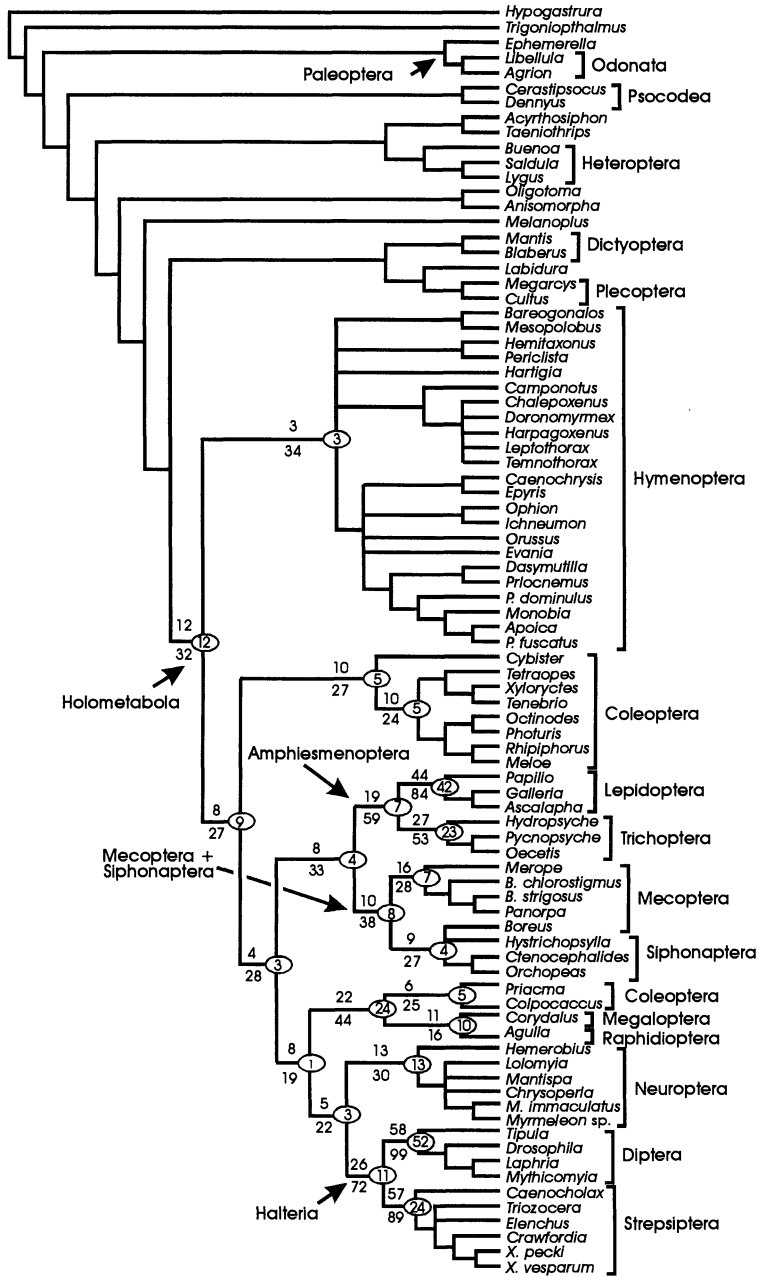 Hypogastrura
Trigoniopthalmus
Ephemerella
Libellula
Paleoptera
Odonata
Agrion
Cerastipsocus
Psocodea
Dennyus
Acyrthosiphon
Taeniothrips
Buenoa
Saldula
Heteroptera
Lygus
Oligotoma
Anisomorpha
Melanoplus
Mantis
Dictyoptera
Blaberus
Labidura
Megarcys
Plecoptera
Cultus
Bareogonalos
Mesopolobus
Hemitaxonus
Periclista
Hartigia
Camponotus
Chalepoxenus
Doronomyrmex
3
3
34
Harpagoxenus
Leptothorax
Temnothorax
Hymenoptera
Caenochrysis
Epyris
Ophion
Ichneumon
Orussus
Evania
Dasymutilla
Priocnemus
P. dominulus
Monobia
12
12
32
Apoica
P. fuscatus
Cybister
10
5
27
Tetraopes
Holometabola
Xyloryctes
10
5
24
Tenebrio
Coleoptera
Octinodes
Photuris
Rhipiphorus
Amphiesmenoptera
Meloe
44
42
84
Papilio
Galleria
Lepidoptera
19
7
59
Ascalapha
8
9
27
27
23
53
Hydropsyche
Pycnopsyche
Trichoptera
Oecetis
Mecoptera +
Siphonaptera
8
4
33
16
7
28
Merope
B. chlorostigmus
B. strigosus
Mecoptera
10
8
38
Panorpa
Boreus
9
4
27
Hystrichopsylla
Siphonaptera
Ctenocephalides
Orchopeas
4
3
28
6
5
25
Priacma
Coleoptera
Colpocaccus
22
24
44
11
10
16
Corydalus
Megaloptera
Agulla
Raphidioptera
8
1
19
13
13
30
Hemerobius
Lolomyia
Mantispa
Neuroptera
Chrysoperia
M. immaculatus
Myrmeleon sp.
5
3
22
58
52
99
Tipula
Drosophila
Diptera
Laphria
Mythicomyia
26
11
72
57
24
89
Halteria
Caenocholax
Triozocera
Elenchus
Strepsiptera
Crawfordia
X. pecki
X. vesparum